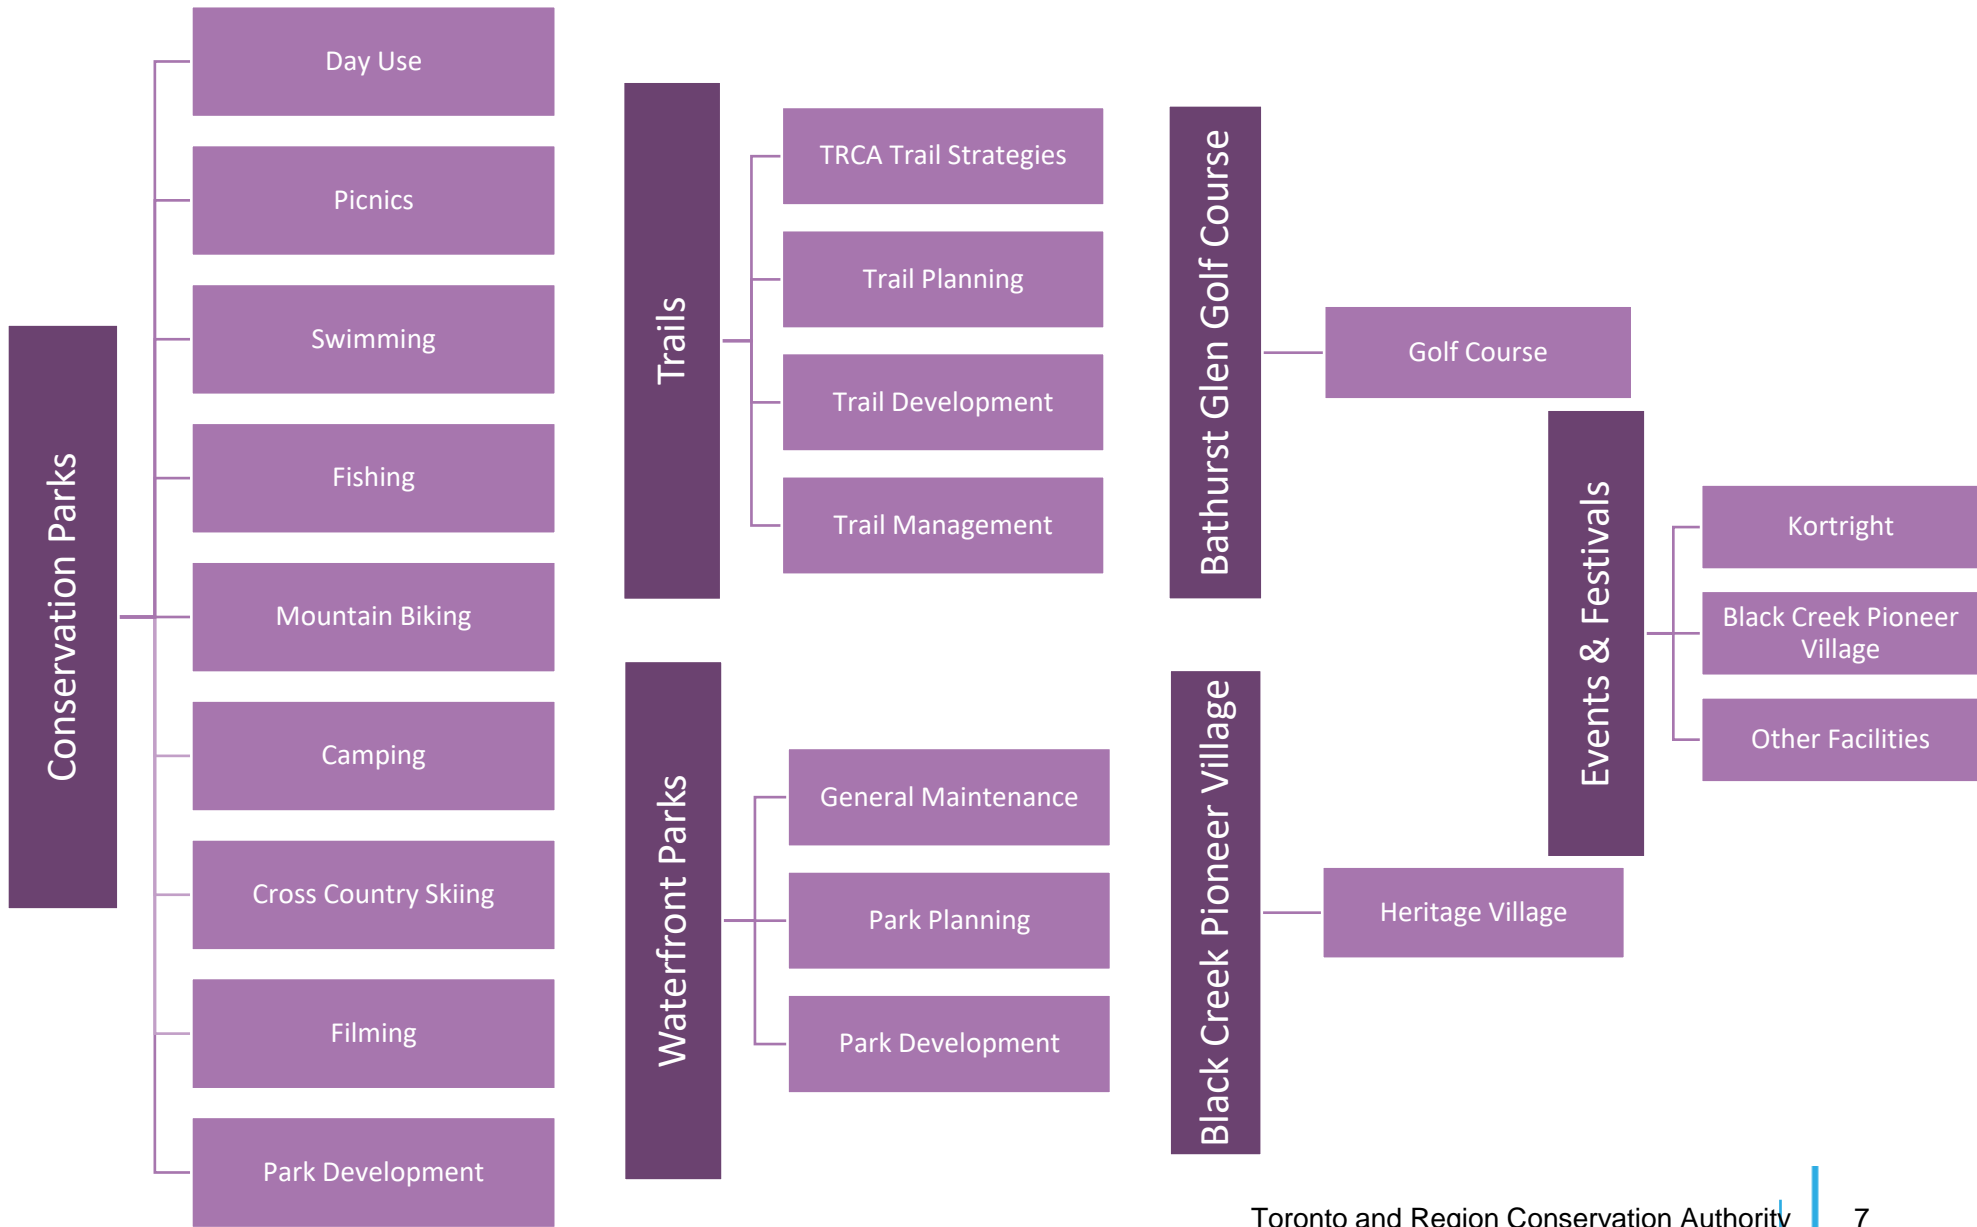 Conservation Parks
Day Use
Picnics
Swimming
Fishing
Mountain Biking
Camping
Cross Country Skiing
Filming
Park Development
Trails
TRCA Trail Strategies
Trail Planning
Trail Development
Trail Management
Waterfront Parks
General Maintenance
Park Planning
Park Development
Bathurst Glen Golf Course
Golf Course
Black Creek Pioneer Village
Heritage Village
Events & Festivals
Kortright
Black Creek Pioneer
Village
Other Facilities
Toronto and Region Conservation Authority 7